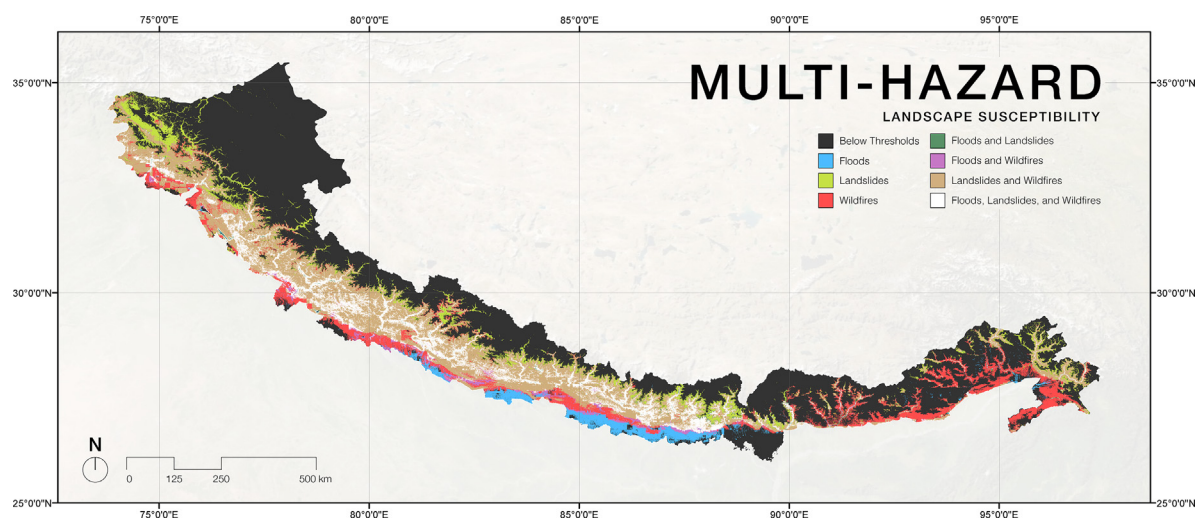 75°0'0"E 80°0'0"E 85°0'0"E 90°0'0"E 95°0'0"E
35°0'0"N 35°0'0"N
MULTI-HAZARD
LANDSCAPE SUSCEPTIBILITY
Below Thresholds Floods and Landslides
Floods Floods and Wildfires
Landslides Landslides and Wildfires
Wildfires Floods, Landslides, and Wildfires
30°0'0"N 30°0'0"N
N
0 125 250 500 km
25°0'0"N 25°0'0"N
75°0'0"E 80°0'0"E 85°0'0"E 90°0'0"E 95°0'0"E